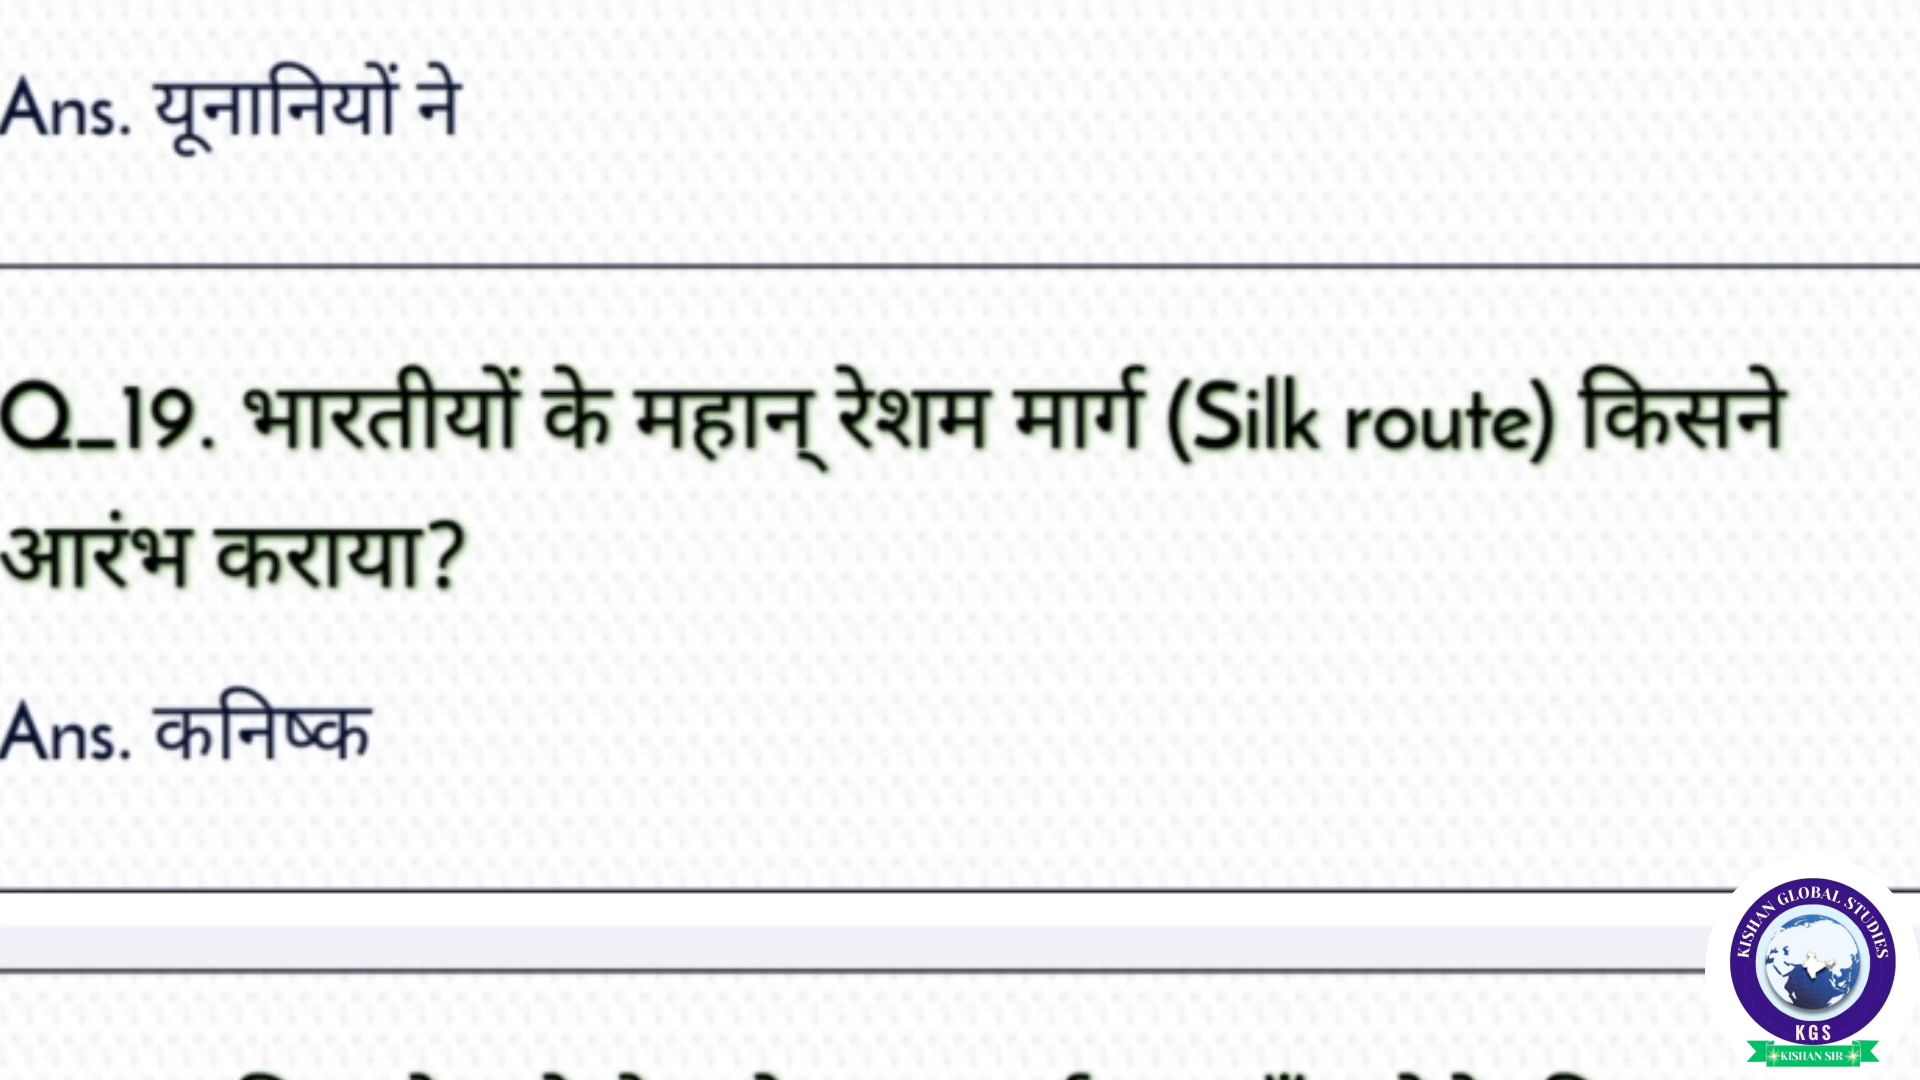 Ans. यूनानियों ने
Q_19. भारतीयों के महान् रेशम मार्ग (Silk route) किसने
आरंभ कराया?
Ans. कनिष्क
KISHAN GLOBAL STUDIES
KGS
KISHAN SIR